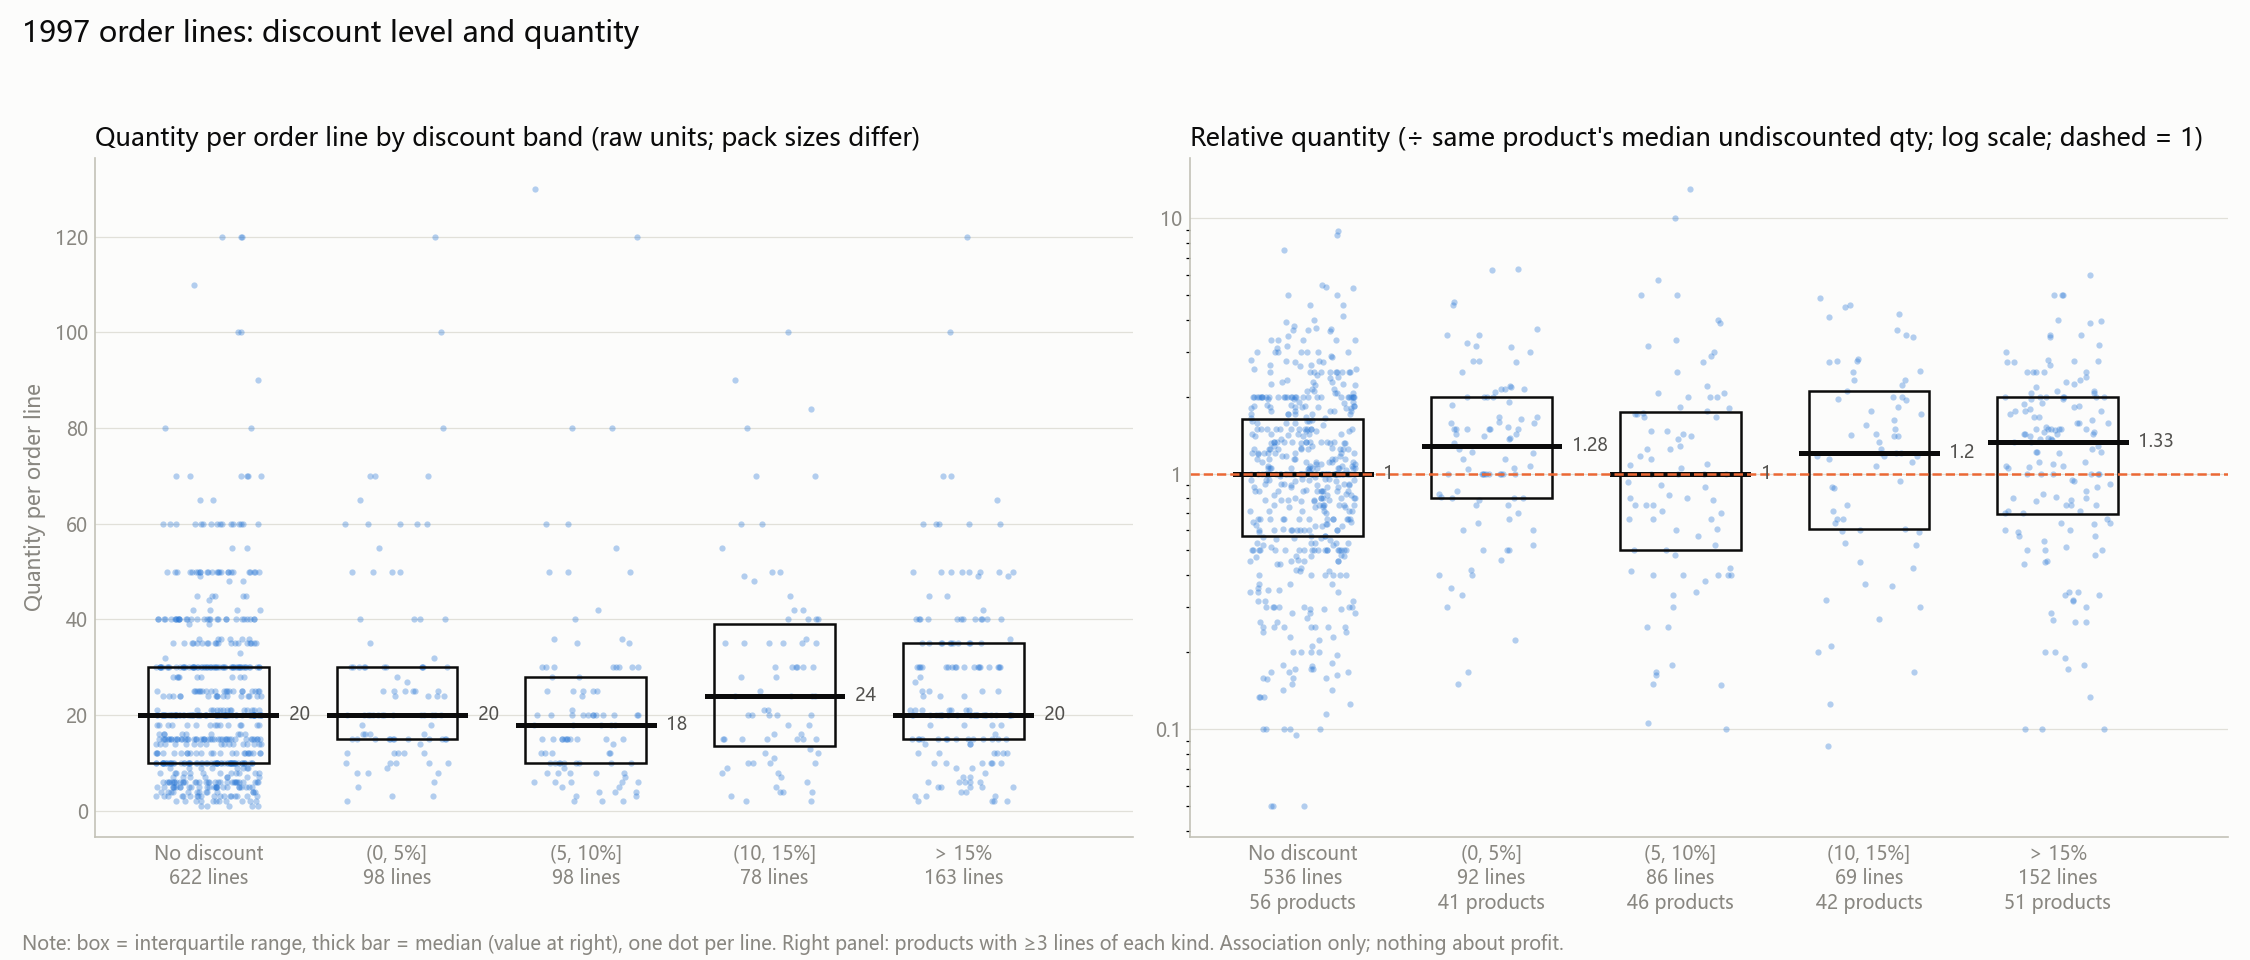 1997 order lines: discount level and quantity
Quantity per order line by discount band (raw units; pack sizes differ)
Quantity per order line
120
100
80
60
40
20
0
20
20
18
24
20
No discount
622 lines
(0, 5%]
98 lines
(5, 10%]
98 lines
(10, 15%]
78 lines
> 15%
163 lines
Relative quantity (÷ same product's median undiscounted qty; log scale; dashed = 1)
10
1
0.1
1
1.28
1
1.2
1.33
No discount
536 lines
56 products
(0, 5%]
92 lines
41 products
(5, 10%]
86 lines
46 products
(10, 15%]
69 lines
42 products
> 15%
152 lines
51 products
Note: box = interquartile range, thick bar = median (value at right), one dot per line. Right panel: products with ≥3 lines of each kind. Association only; nothing about profit.